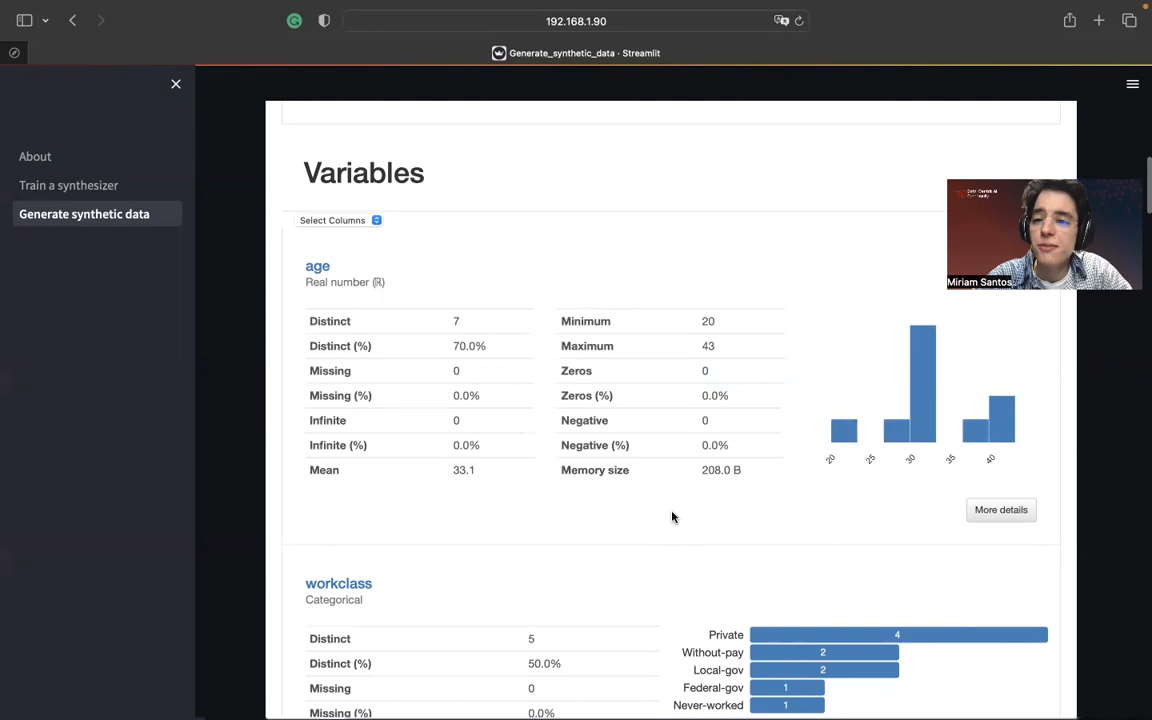 192.168.1.90
Generate_synthetic_data · Streamlit
About
Train a synthesizer
Generate synthetic data
Variables
Select Columns
age
Real number (ℝ)
Distinct 7 Minimum 20
Distinct (%) 70.0% Maximum 43
Missing 0 Zeros 0
Missing (%) 0.0% Zeros (%) 0.0%
Infinite 0 Negative 0
Infinite (%) 0.0% Negative (%) 0.0%
Mean 33.1 Memory size 208.0 B
20 25 30 35 40
More details
Miriam Santos
workclass
Categorical
Distinct 5
Distinct (%) 50.0%
Missing 0
Missing (%) 0.0%
Private 4
Without-pay 2
Local-gov 2
Federal-gov 1
Never-worked 1